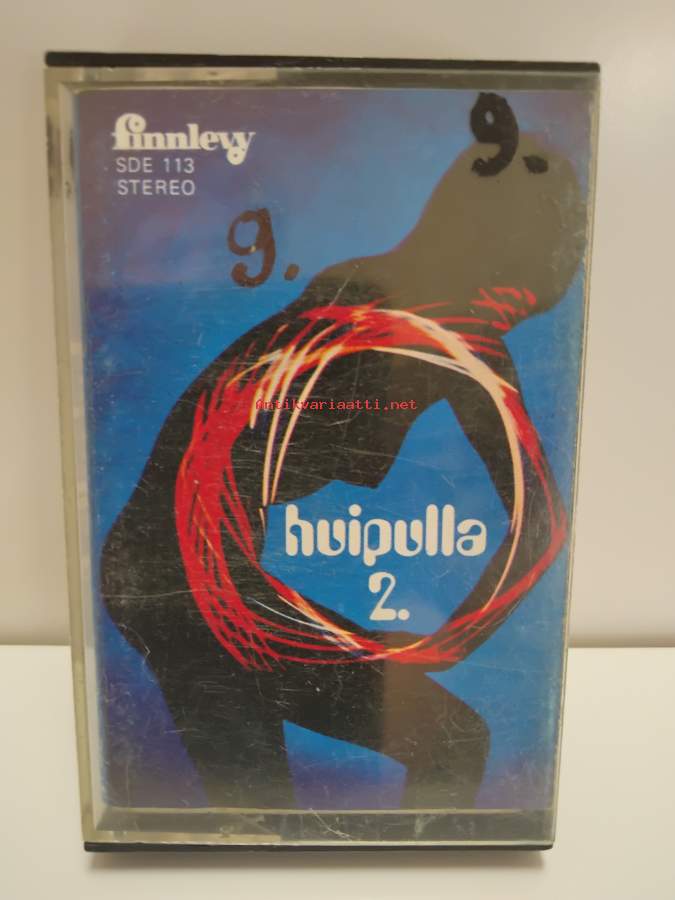 finnlevy
SDE 113
STEREO
9.
9.
Antikvariaatti.net
huipulla
2.